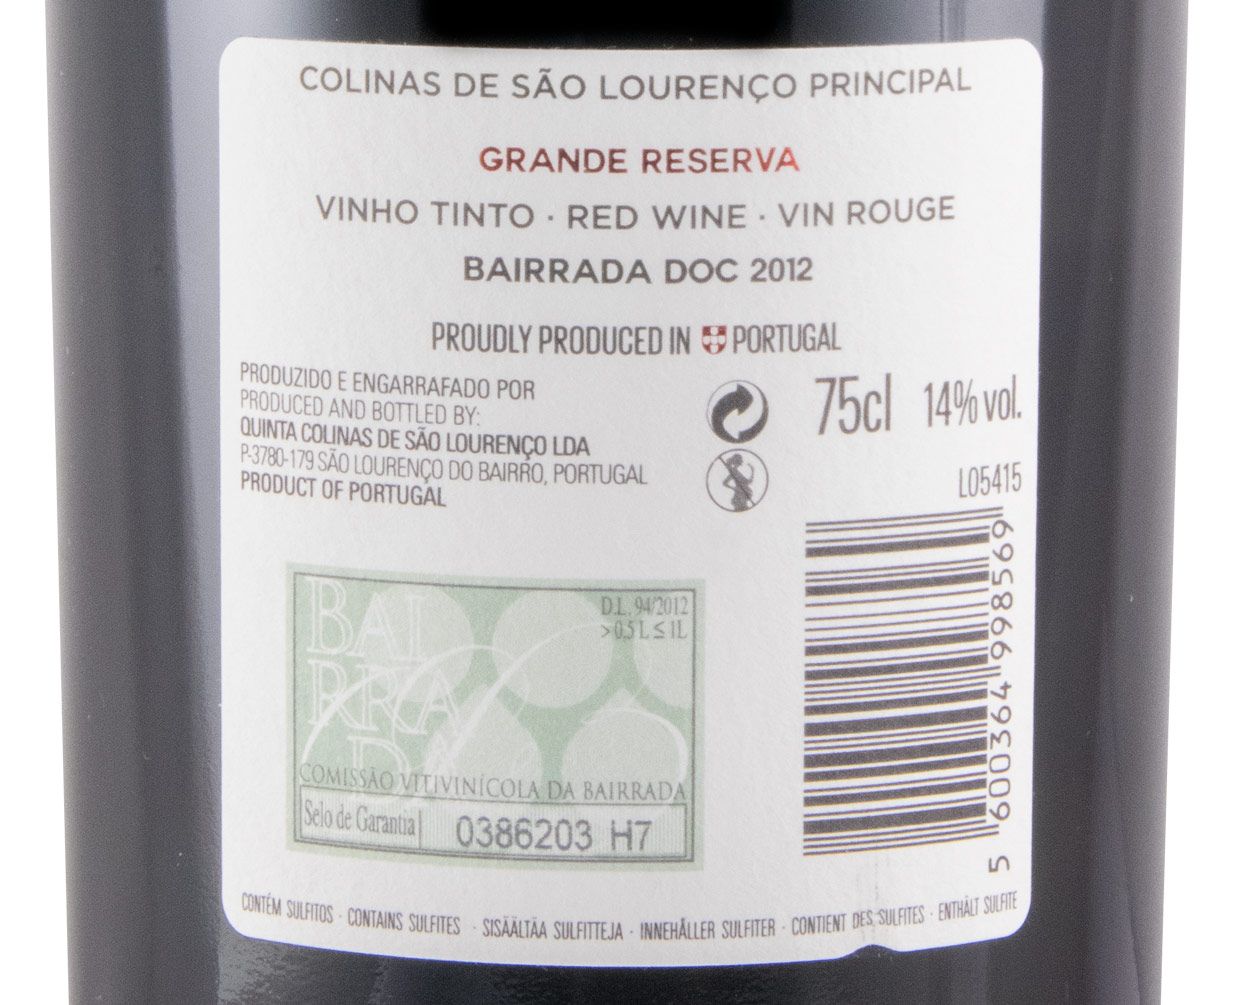 COLINAS DE SÃO LOURENÇO PRINCIPAL
GRANDE RESERVA
VINHO TINTO · RED WINE · VIN ROUGE
BAIRRADA DOC 2012
PROUDLY PRODUCED IN PORTUGAL
PRODUZIDO E ENGARRAFADO POR
PRODUCED AND BOTTLED BY:
QUINTA COLINAS DE SÃO LOURENÇO LDA
P-3780-179 SÃO LOURENÇO DO BAIRRO, PORTUGAL
PRODUCT OF PORTUGAL
75cl 14% vol.
L05415
5 600364 998569
BAI
RRA
DA
D.L. 94/2012
>0.5 L ≤ 1L
COMISSÃO VITIVINÍCOLA DA BAIRRADA
Selo de Garantia 0386203 H7
CONTÉM SULFITOS · CONTAINS SULFITES · SISÄÄLTÄÄ SULFITTEJA · INNEHÅLLER SULFITER · CONTIENT DES SULFITES · ENTHÄLT SULFITE